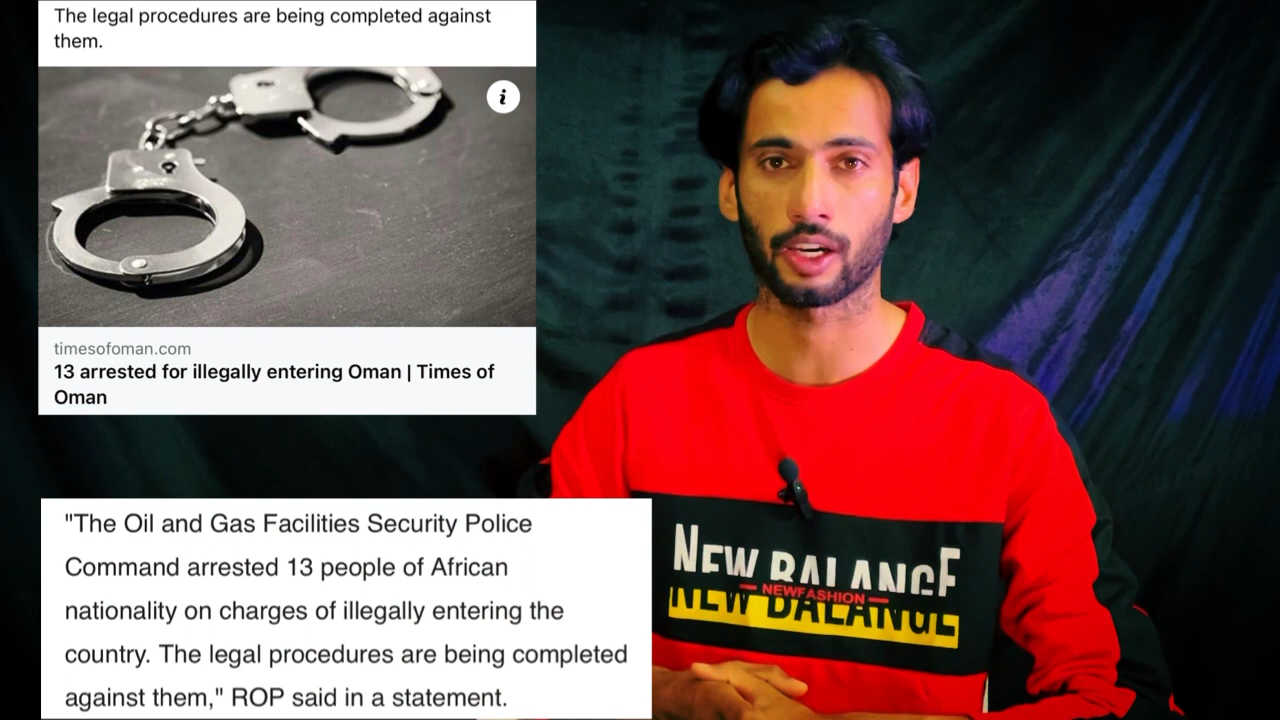 The legal procedures are being completed against
them.
i
timesofoman.com
13 arrested for illegally entering Oman | Times of
Oman
"The Oil and Gas Facilities Security Police
Command arrested 13 people of African
nationality on charges of illegally entering the
country. The legal procedures are being completed
against them," ROP said in a statement.
NEW BALANCE
NEWFASHION
NEW BALANCE